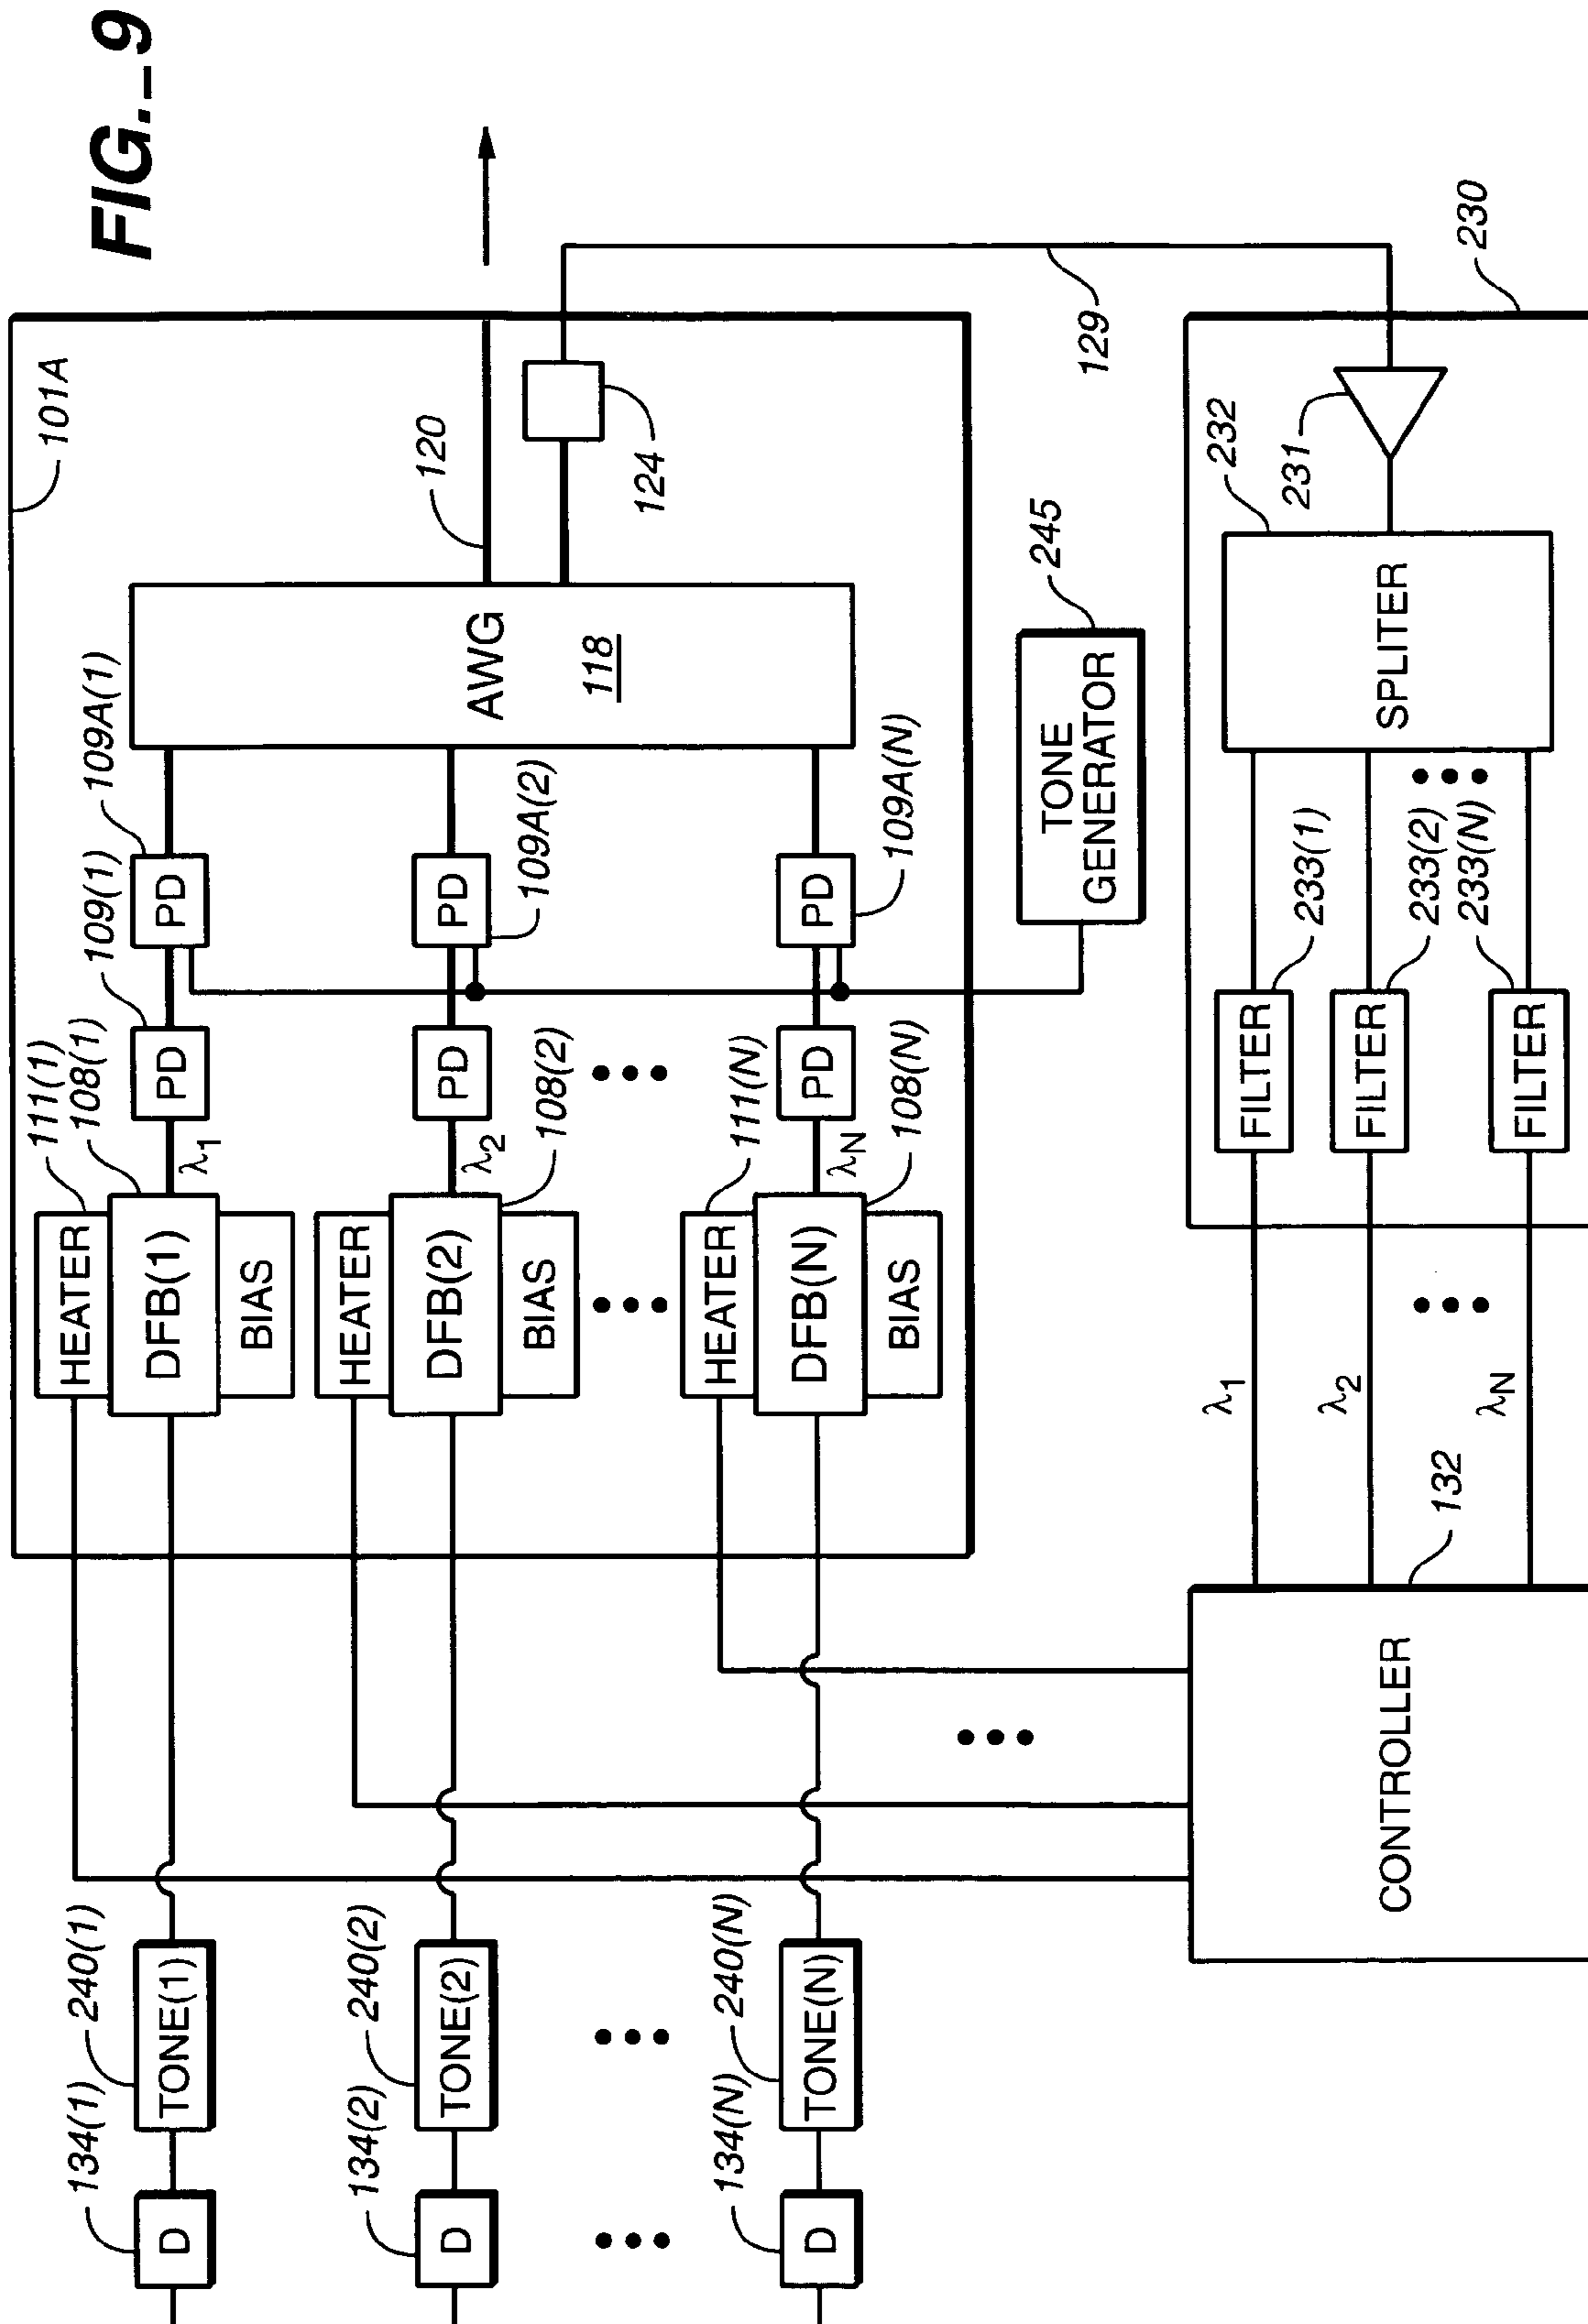 FIG._9
101A
134(1)
240(1)
111(1)
108(1)
109(1)
109A(1)
D
TONE(1)
HEATER
DFB(1)
BIAS
λ1
PD
PD
120
134(2)
240(2)
D
TONE(2)
HEATER
DFB(2)
BIAS
λ2
108(2)
PD
PD
109A(2)
AWG
118
124
134(N)
240(N)
111(N)
D
TONE(N)
HEATER
DFB(N)
BIAS
λN
108(N)
PD
PD
109A(N)
TONE
GENERATOR
245
129
CONTROLLER
132
λ1
λ2
λN
FILTER
233(1)
FILTER
233(2)
FILTER
233(N)
SPLITER
232
231
230